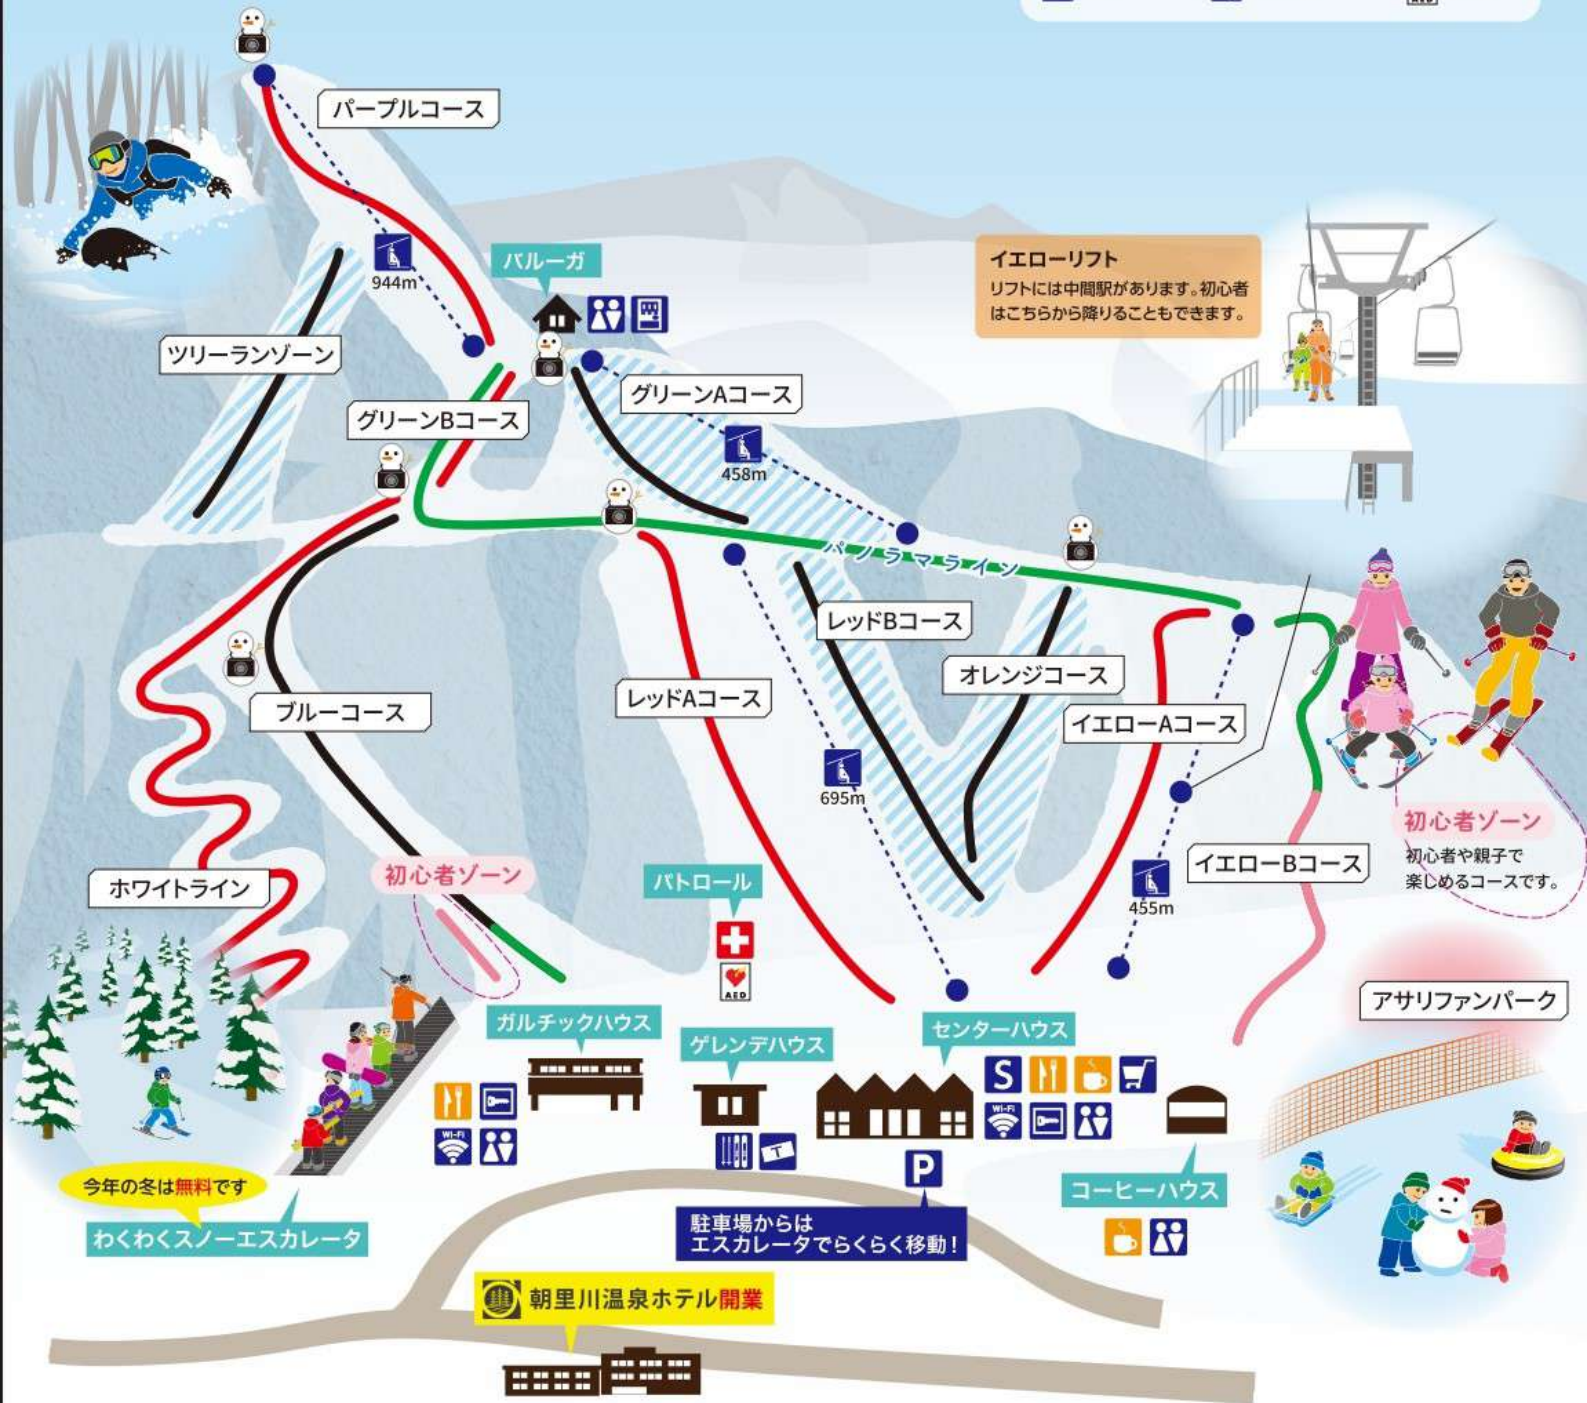 パープルコース
944m
バルーガ
イエローリフト
リフトには中間駅があります。初心者
はこちらから降りることもできます。
ツリーランゾーン
グリーンBコース
グリーンAコース
458m
パノラマライン
レッドBコース
オレンジコース
レッドAコース
イエローAコース
ブルーコース
695m
初心者ゾーン
初心者や親子で
楽しめるコースです。
イエローBコース
455m
ホワイトライン
初心者ゾーン
パトロール
AED
アサリファンパーク
ガルチックハウス
ゲレンデハウス
センターハウス
S
Wi-Fi
Wi-Fi
T
P
コーヒーハウス
今年の冬は無料です
わくわくスノーエスカレータ
駐車場からは
エスカレータでらくらく移動!
朝里川温泉ホテル開業